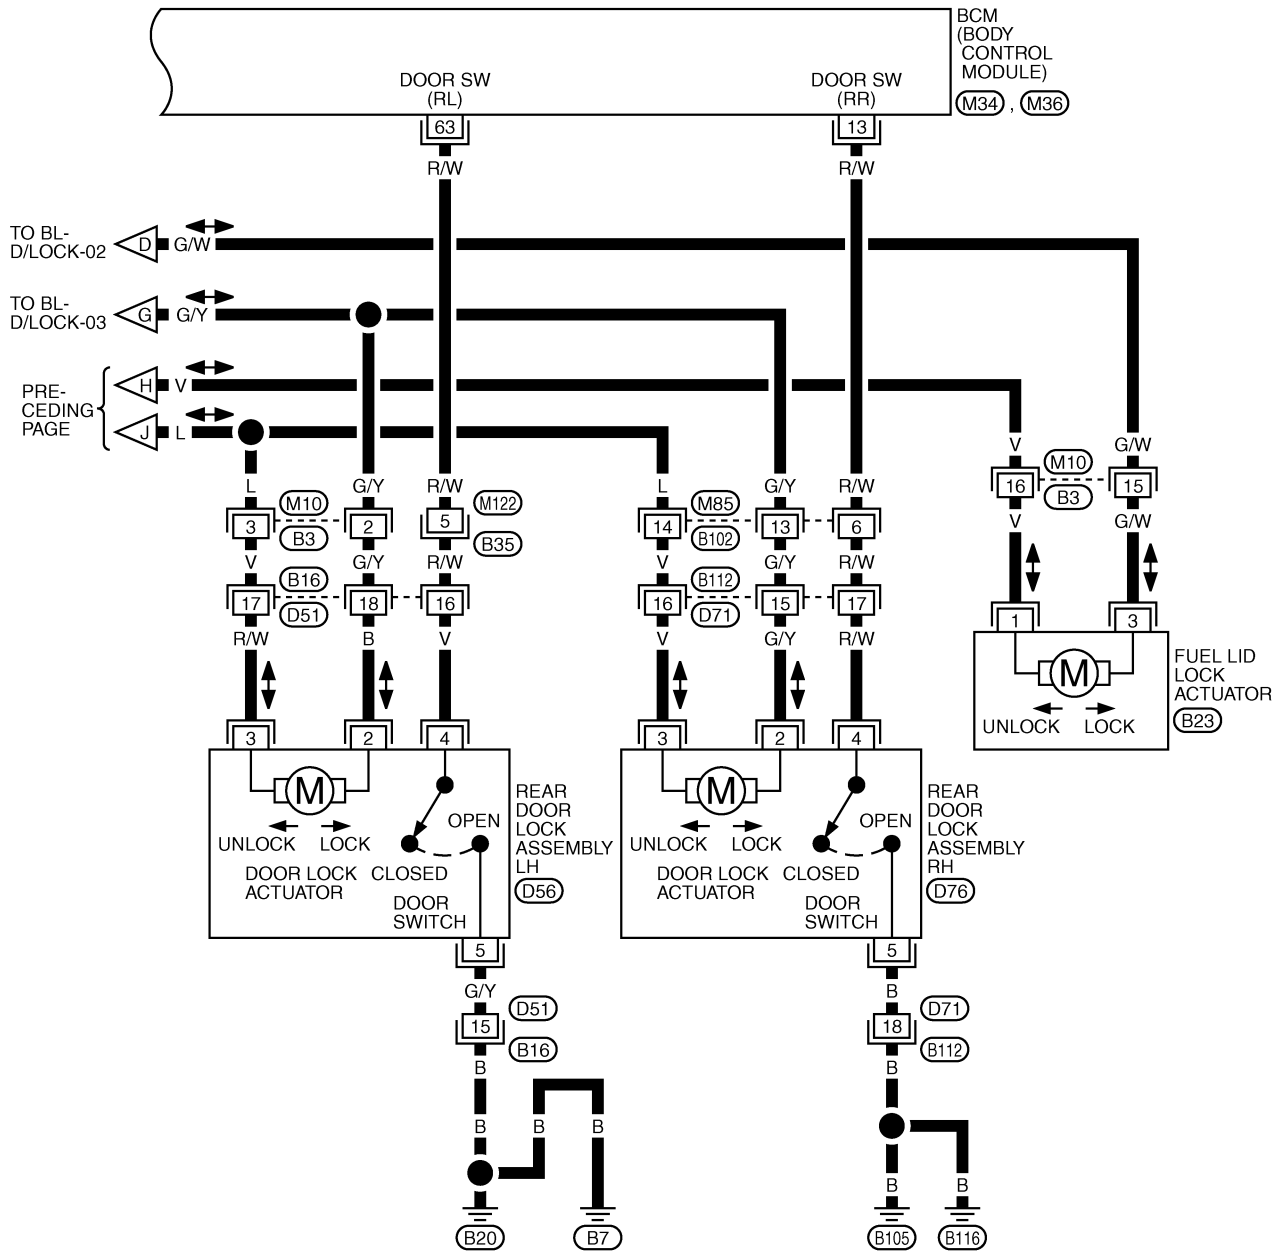 BCM
(BODY
CONTROL
MODULE)
M34 , M36
DOOR SW
(RL)
DOOR SW
(RR)
63
13
R/W
R/W
TO BL-
D/LOCK-02
D
G/W
TO BL-
D/LOCK-03
G
G/Y
PRE-
CEDING
PAGE
H
V
J
L
V
M10
G/W
16
B3
15
V
G/W
L
M10
G/Y
R/W
M122
3
B3
2
5
B35
V
G/Y
R/W
B16
17
D51
18
16
R/W
B
V
L
M85
G/Y
R/W
14
B102
13
6
V
G/Y
R/W
B112
16
D71
15
17
V
G/Y
R/W
1
3
M
UNLOCK
LOCK
FUEL LID
LOCK
ACTUATOR
B23
3
2
4
M
UNLOCK
LOCK
OPEN
DOOR LOCK
ACTUATOR
CLOSED
DOOR
SWITCH
REAR
DOOR
LOCK
ASSEMBLY
LH
D56
3
2
4
M
UNLOCK
LOCK
OPEN
DOOR LOCK
ACTUATOR
CLOSED
DOOR
SWITCH
REAR
DOOR
LOCK
ASSEMBLY
RH
D76
5
G/Y
D51
15
B16
B
B
B
B
B20
B7
5
B
D71
18
B112
B
B
B
B105
B116